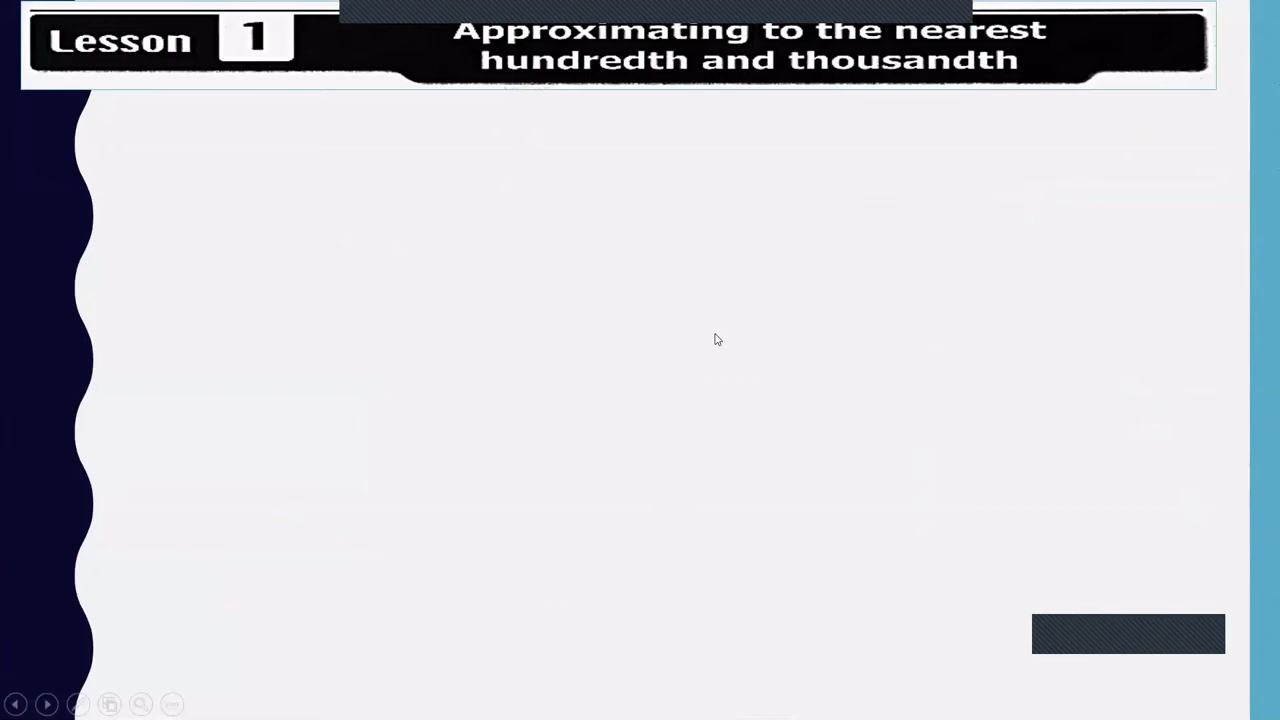 Lesson 1
Approximating to the nearest
hundredth and thousandth